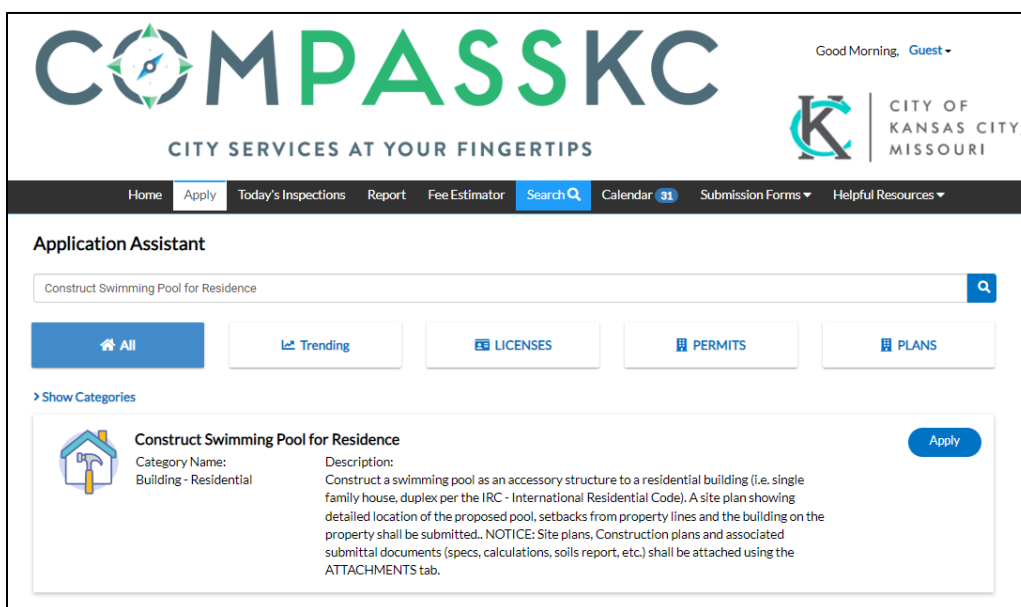 COMPASSKC
Good Morning, Guest
CITY OF
KANSAS CITY,
MISSOURI
KC
CITY SERVICES AT YOUR FINGERTIPS
Home Apply Today's Inspections Report Fee Estimator Search Calendar 31 Submission Forms Helpful Resources
Application Assistant
Construct Swimming Pool for Residence
All Trending LICENSES PERMITS PLANS
Show Categories
Construct Swimming Pool for Residence Apply
Category Name: Description:
Building - Residential Construct a swimming pool as an accessory structure to a residential building (i.e. single
family house, duplex per the IRC - International Residential Code). A site plan showing
detailed location of the proposed pool, setbacks from property lines and the building on the
property shall be submitted.. NOTICE: Site plans, Construction plans and associated
submittal documents (specs, calculations, soils report, etc.) shall be attached using the
ATTACHMENTS tab.